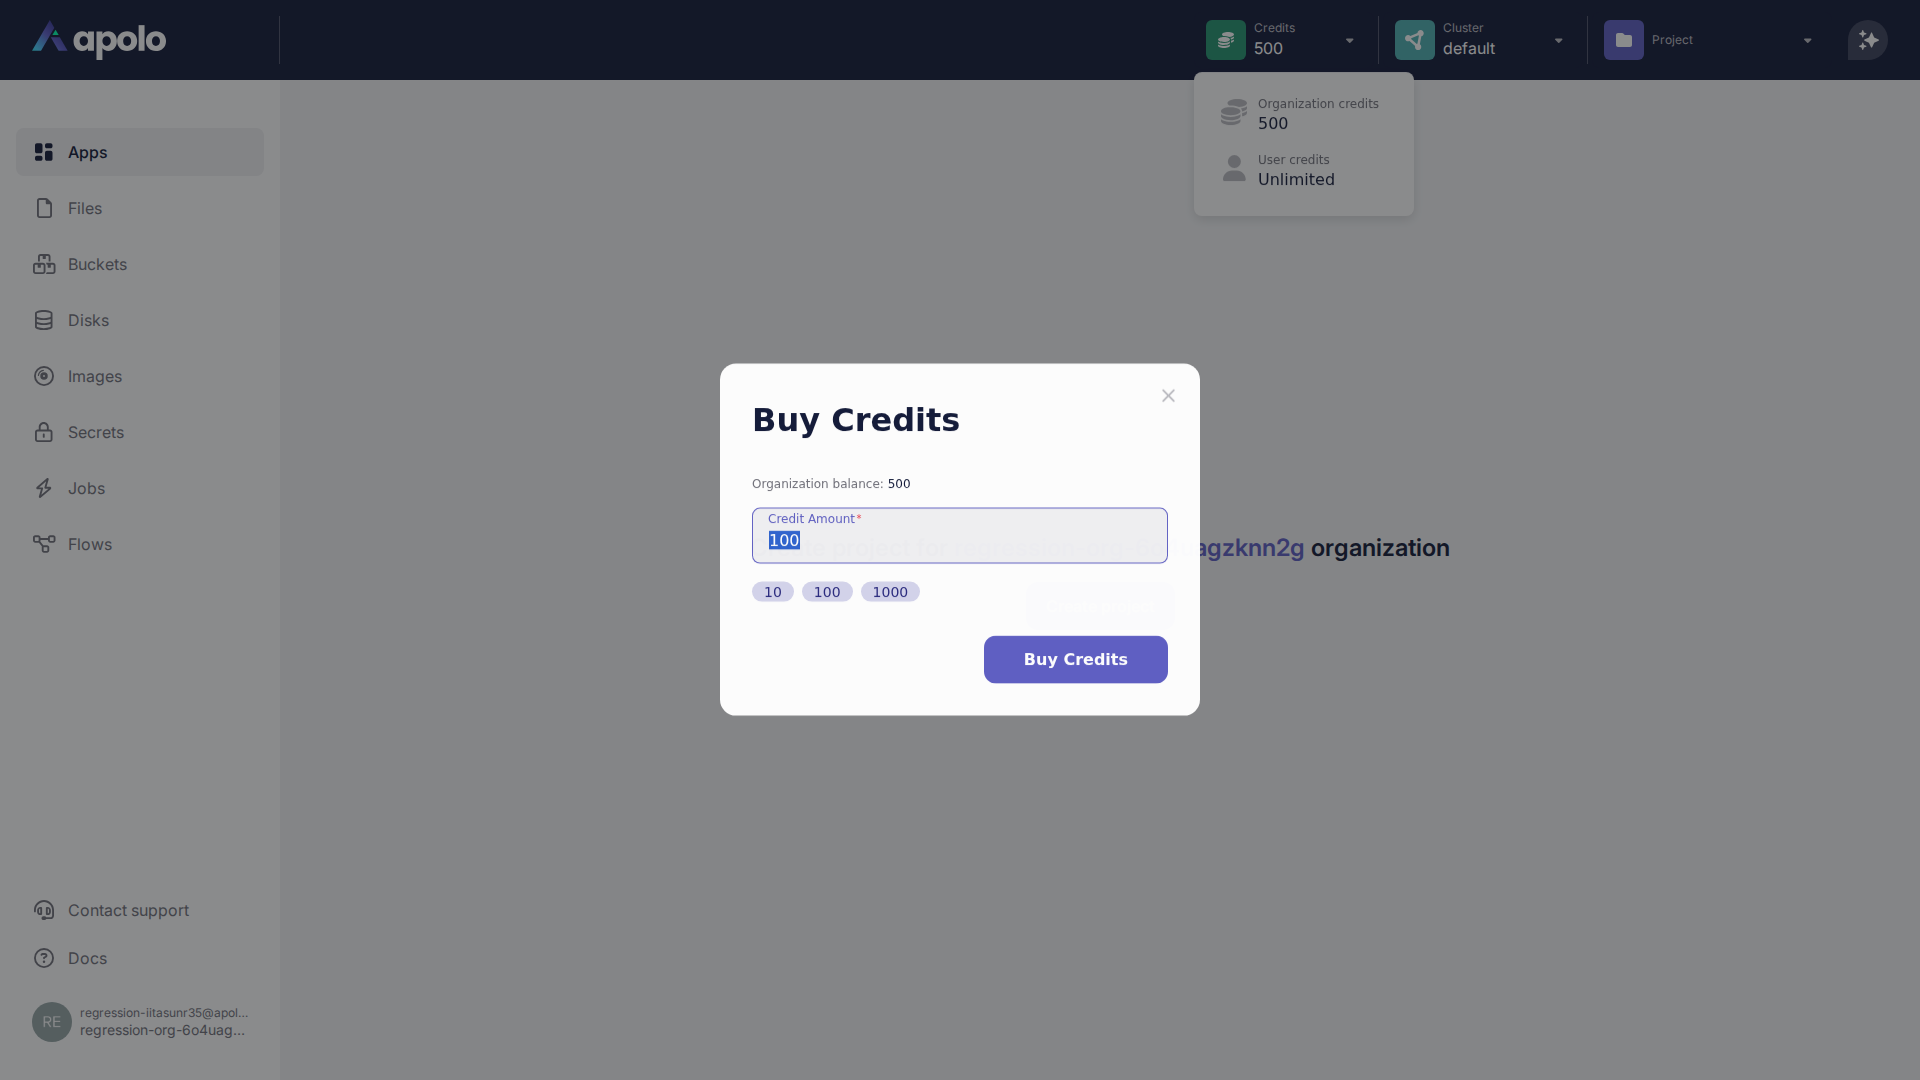 apolo
Credits
500
Cluster
default
Project
Organization credits
500
User credits
Unlimited
Apps
Files
Buckets
Disks
Images
Secrets
Jobs
Flows
Buy Credits
Organization balance: 500
Credit Amount*
100
10 100 1000
Buy Credits
agzknn2g organization
Contact support
Docs
RE
regression-iitasunr35@apol...
regression-org-6o4uag...